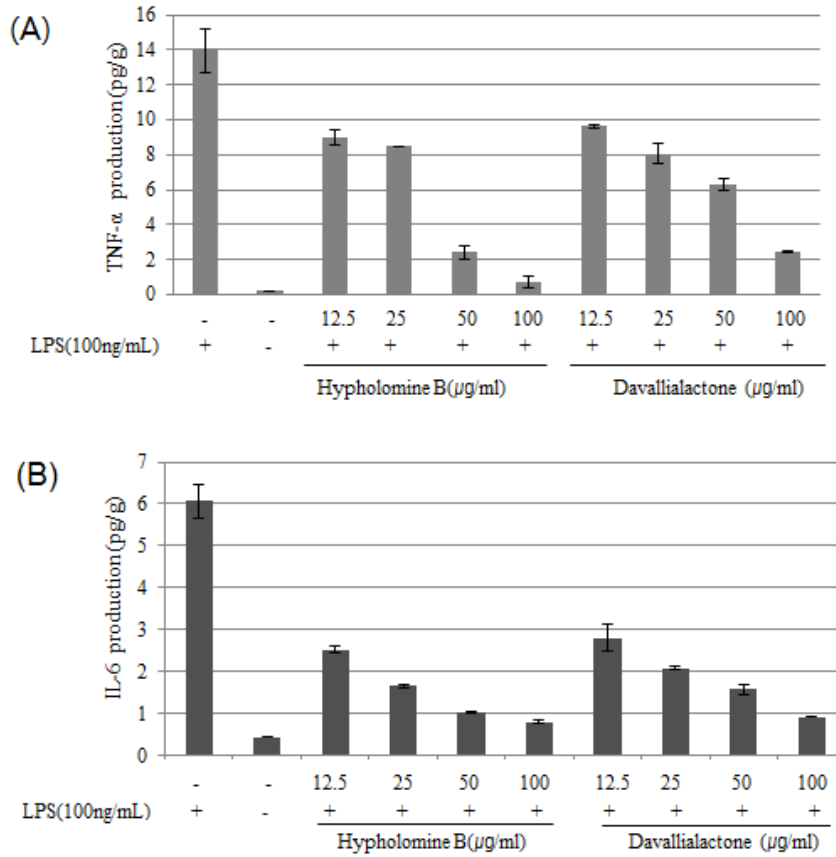 (A)
TNF-α production(pg/g)
16
14
12
10
8
6
4
2
0
- - 12.5 25 50 100 12.5 25 50 100
LPS(100ng/mL) + - + + + + + + + +
Hypholomine B(μg/ml) Davallialactone (μg/ml)
(B)
IL-6 production(pg/g)
7
6
5
4
3
2
1
0
- - 12.5 25 50 100 12.5 25 50 100
LPS(100ng/mL) + - + + + + + + + +
Hypholomine B(μg/ml) Davallialactone (μg/ml)